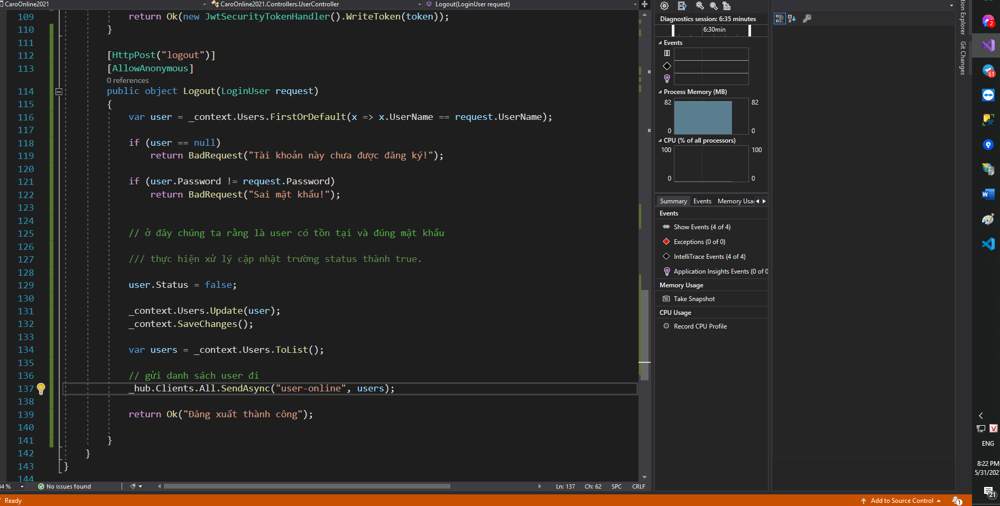 CaroOnline2021
CaroOnline2021.Controllers.UserController
Logout(LoginUser request)
109 return Ok(new JwtSecurityTokenHandler().WriteToken(token));
110 }
111
112 [HttpPost("logout")]
113 [AllowAnonymous]
0 references
114 public object Logout(LoginUser request)
115 {
116 var user = _context.Users.FirstOrDefault(x => x.UserName == request.UserName);
117
118 if (user == null)
119 return BadRequest("Tài khoản này chưa được đăng ký!");
120
121 if (user.Password != request.Password)
122 return BadRequest("Sai mật khẩu!");
123
124
125 // ở đây chúng ta rằng là user có tồn tại và đúng mật khẩu
126
127 /// thực hiện xử lý cập nhật trường status thành true.
128
129 user.Status = false;
130
131 _context.Users.Update(user);
132 _context.SaveChanges();
133
134 var users = _context.Users.ToList();
135
136 // gửi danh sách user đi
137 _hub.Clients.All.SendAsync("user-online", users);
138
139 return Ok("Đăng xuất thành công");
140
141 }
142 }
143 }
144
44 %
No issues found
Ln: 137 Ch: 62 SPC CRLF
Ready
Add to Source Control
1
Diagnostics session: 6:35 minutes
6:30min
Events
Process Memory (MB)
82 82
0 0
CPU (% of all processors)
100 100
0 0
Summary Events Memory Usa
Events
Show Events (4 of 4)
Exceptions (0 of 0)
IntelliTrace Events (4 of 4)
Application Insights Events (0 of 0
Memory Usage
Take Snapshot
CPU Usage
Record CPU Profile
tion Explorer
Git Changes
2
61
ENG
8:22 PM
5/31/202
21